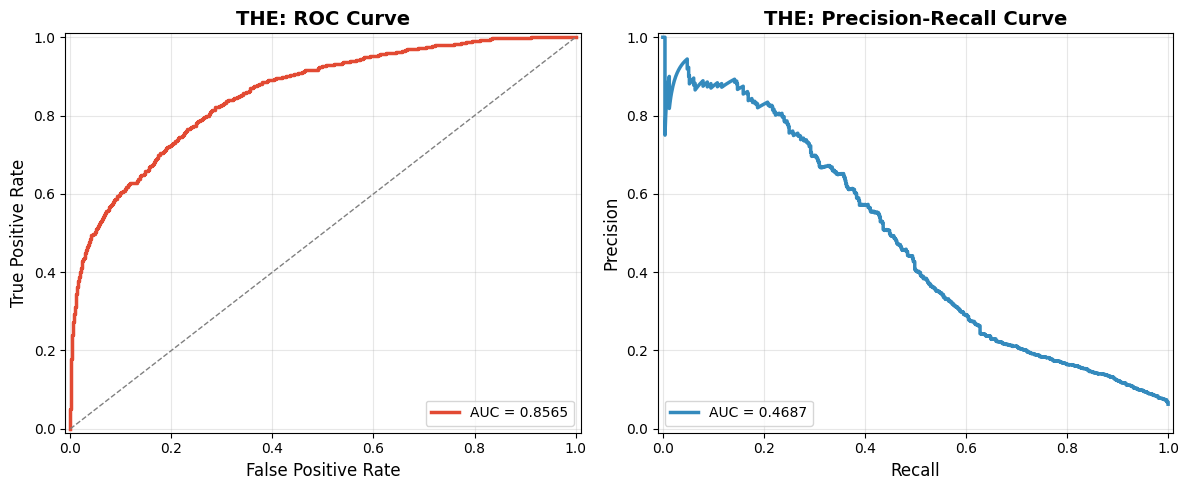 THE: ROC Curve
True Positive Rate
1.0
0.8
0.6
0.4
0.2
0.0
AUC = 0.8565
0.0 0.2 0.4 0.6 0.8 1.0
False Positive Rate
THE: Precision-Recall Curve
Precision
1.0
0.8
0.6
0.4
0.2
0.0
AUC = 0.4687
0.0 0.2 0.4 0.6 0.8 1.0
Recall